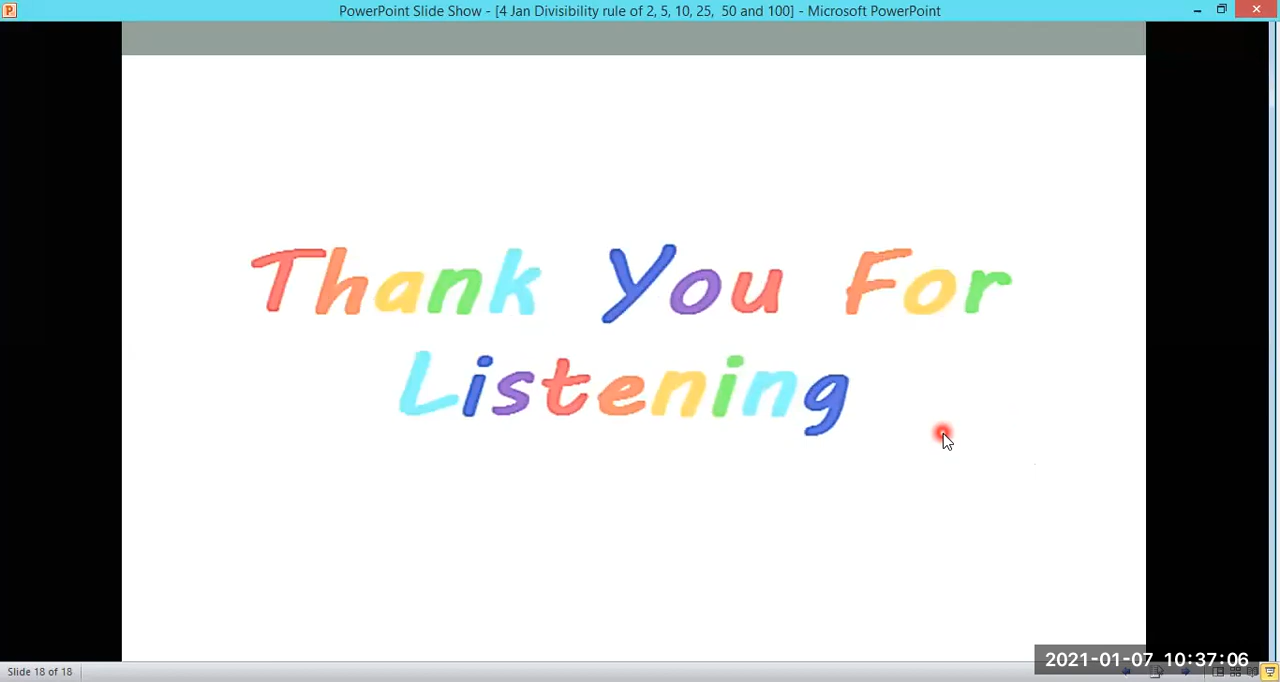 PowerPoint Slide Show - [4 Jan Divisibility rule of 2, 5, 10, 25,  50 and 100] - Microsoft PowerPoint
Thank You For
Listening
2021-01-07 10:37:06
Slide 18 of 18